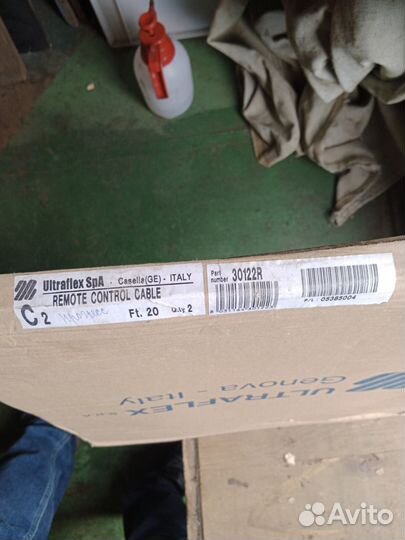 Ultraflex SpA - Casella(GE) - ITALY
REMOTE CONTROL CABLE
C2 Ft. 20 Q.ty 2
Part number 30122R
P/L: 05385004
ULTRAFLEX S.p.A.
Genova - Italy
Avito